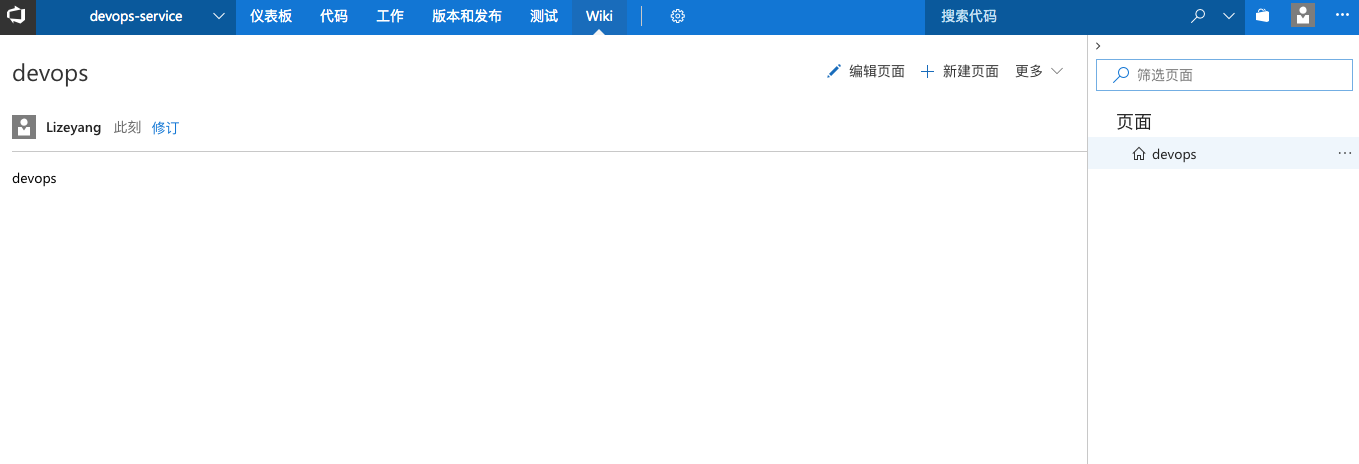 devops-service 仪表板 代码 工作 版本和发布 测试 Wiki 搜索代码 ...
devops 编辑页面 新建页面 更多
Lizeyang 此刻 修订
devops
筛选页面
页面
devops ...